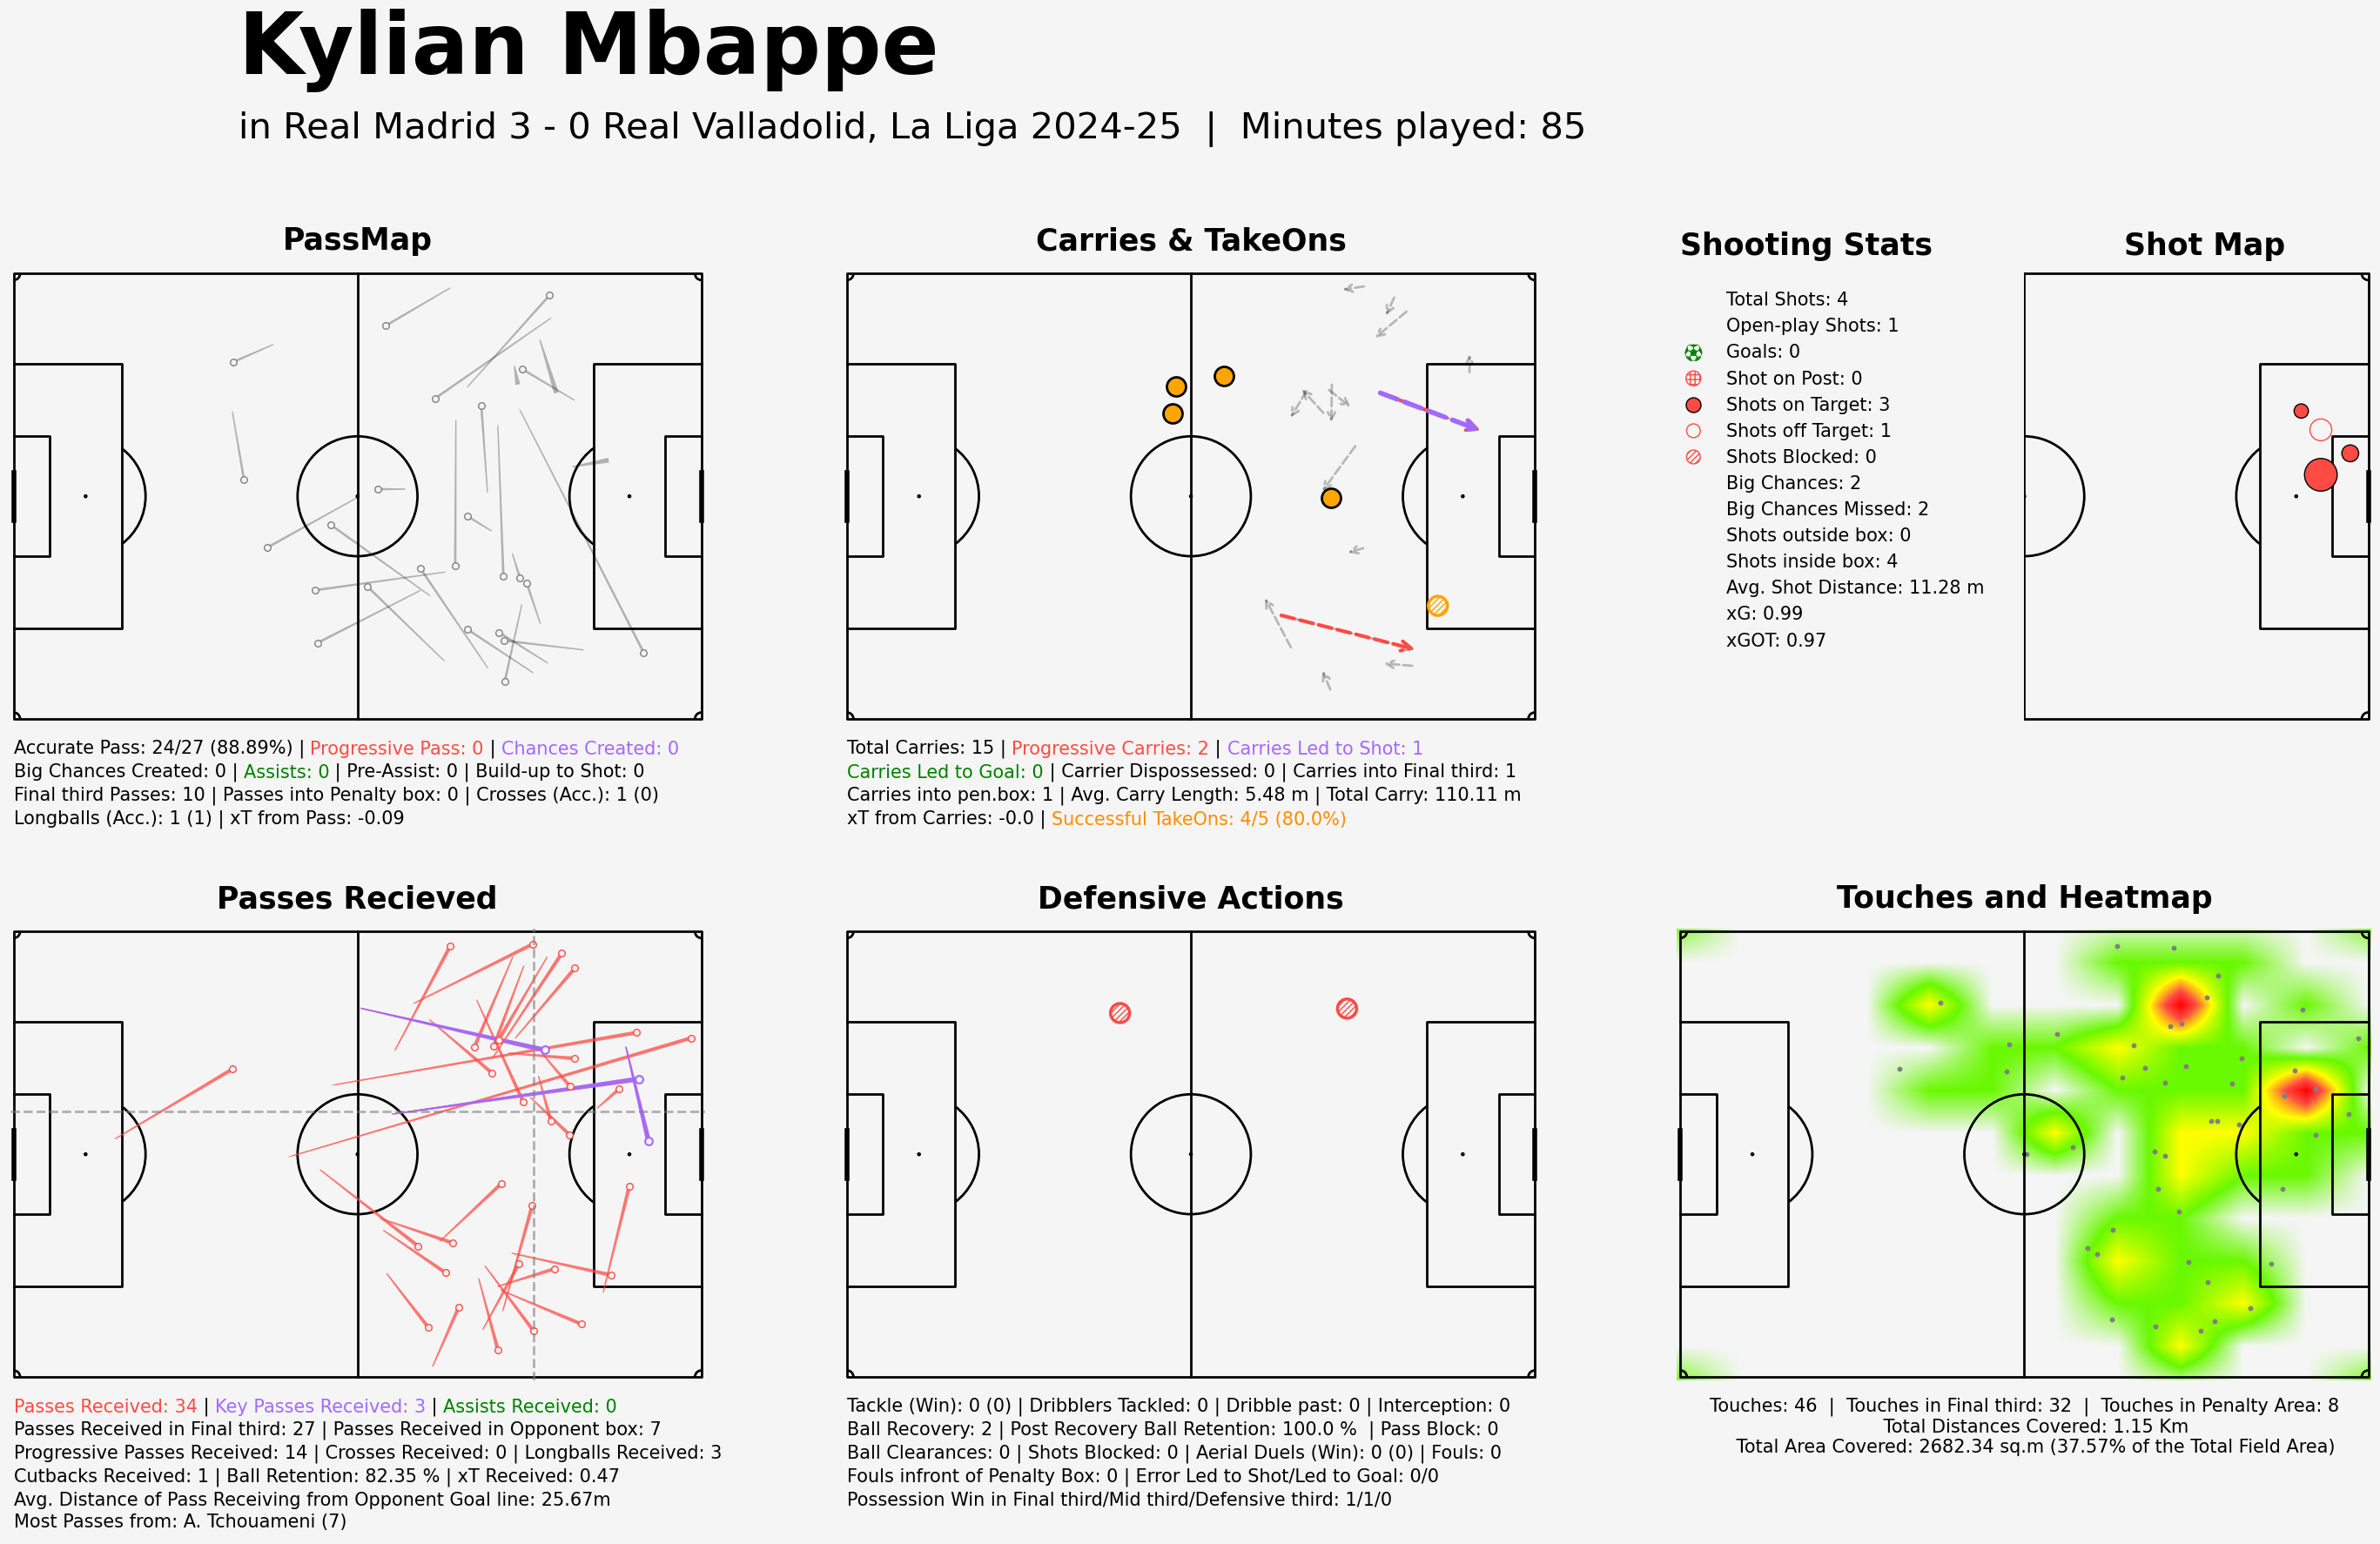 Kylian Mbappe
in Real Madrid 3 - 0 Real Valladolid, La Liga 2024-25 | Minutes played: 85
PassMap
Accurate Pass: 24/27 (88.89%) | Progressive Pass: 0 | Chances Created: 0
Big Chances Created: 0 | Assists: 0 | Pre-Assist: 0 | Build-up to Shot: 0
Final third Passes: 10 | Passes into Penalty box: 0 | Crosses (Acc.): 1 (0)
Longballs (Acc.): 1 (1) | xT from Pass: -0.09
Carries & TakeOns
Total Carries: 15 | Progressive Carries: 2 | Carries Led to Shot: 1
Carries Led to Goal: 0 | Carrier Dispossessed: 0 | Carries into Final third: 1
Carries into pen.box: 1 | Avg. Carry Length: 5.48 m | Total Carry: 110.11 m
xT from Carries: -0.0 | Successful TakeOns: 4/5 (80.0%)
Shooting Stats
Total Shots: 4
Open-play Shots: 1
Goals: 0
Shot on Post: 0
Shots on Target: 3
Shots off Target: 1
Shots Blocked: 0
Big Chances: 2
Big Chances Missed: 2
Shots outside box: 0
Shots inside box: 4
Avg. Shot Distance: 11.28 m
xG: 0.99
xGOT: 0.97
Shot Map
Passes Recieved
Passes Received: 34 | Key Passes Received: 3 | Assists Received: 0
Passes Received in Final third: 27 | Passes Received in Opponent box: 7
Progressive Passes Received: 14 | Crosses Received: 0 | Longballs Received: 3
Cutbacks Received: 1 | Ball Retention: 82.35 % | xT Received: 0.47
Avg. Distance of Pass Receiving from Opponent Goal line: 25.67m
Most Passes from: A. Tchouameni (7)
Defensive Actions
Tackle (Win): 0 (0) | Dribblers Tackled: 0 | Dribble past: 0 | Interception: 0
Ball Recovery: 2 | Post Recovery Ball Retention: 100.0 % | Pass Block: 0
Ball Clearances: 0 | Shots Blocked: 0 | Aerial Duels (Win): 0 (0) | Fouls: 0
Fouls infront of Penalty Box: 0 | Error Led to Shot/Led to Goal: 0/0
Possession Win in Final third/Mid third/Defensive third: 1/1/0
Touches and Heatmap
Touches: 46 | Touches in Final third: 32 | Touches in Penalty Area: 8
Total Distances Covered: 1.15 Km
Total Area Covered: 2682.34 sq.m (37.57% of the Total Field Area)